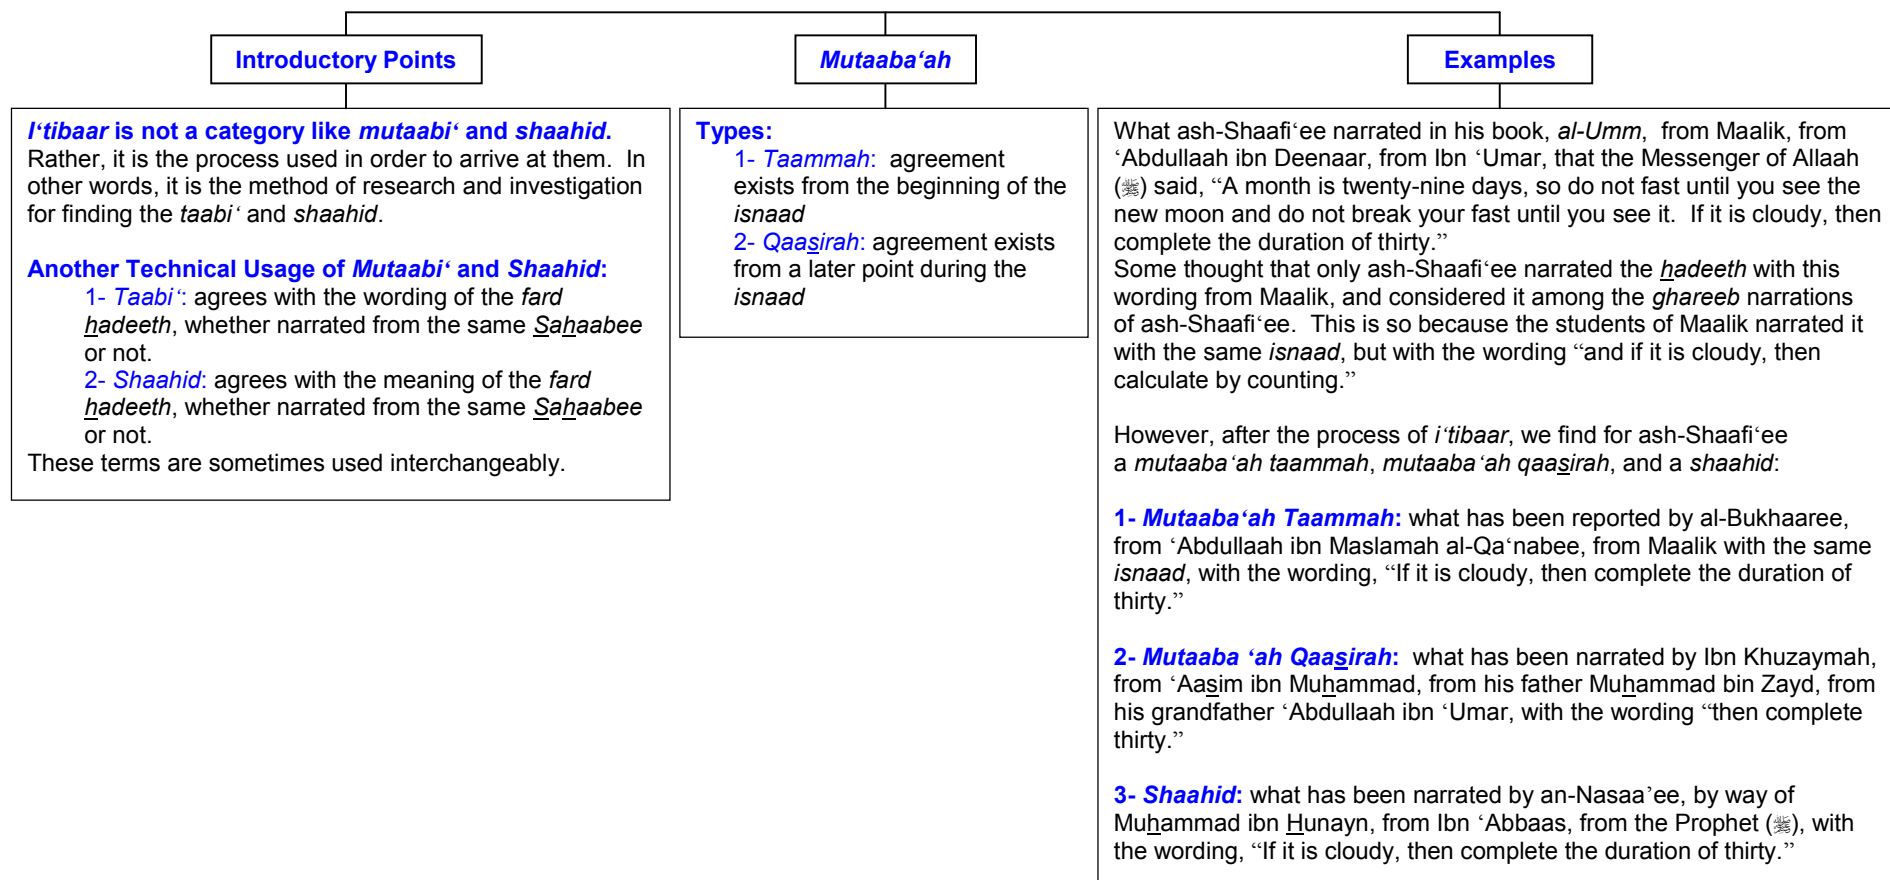 Introductory Points
Mutaaba‘ah
Examples
I‘tibaar is not a category like mutaabi‘ and shaahid.
Rather, it is the process used in order to arrive at them.  In
other words, it is the method of research and investigation
for finding the taabi‘ and shaahid.
Another Technical Usage of Mutaabi‘ and Shaahid:
1- Taabi‘: agrees with the wording of the fard
hadeeth, whether narrated from the same Sahaabee
or not.
2- Shaahid: agrees with the meaning of the fard
hadeeth, whether narrated from the same Sahaabee
or not.
These terms are sometimes used interchangeably.
Types:
1- Taammah:  agreement
exists from the beginning of the
isnaad
2- Qaasirah: agreement exists
from a later point during the
isnaad
What ash-Shaafi‘ee narrated in his book, al-Umm,  from Maalik, from
‘Abdullaah ibn Deenaar, from Ibn ‘Umar, that the Messenger of Allaah
(ﷺ) said, “A month is twenty-nine days, so do not fast until you see the
new moon and do not break your fast until you see it.  If it is cloudy, then
complete the duration of thirty.”
Some thought that only ash-Shaafi‘ee narrated the hadeeth with this
wording from Maalik, and considered it among the ghareeb narrations
of ash-Shaafi‘ee.  This is so because the students of Maalik narrated it
with the same isnaad, but with the wording “and if it is cloudy, then
calculate by counting.”
However, after the process of i‘tibaar, we find for ash-Shaafi‘ee
a mutaaba‘ah taammah, mutaaba‘ah qaasirah, and a shaahid:
1- Mutaaba‘ah Taammah: what has been reported by al-Bukhaaree,
from ‘Abdullaah ibn Maslamah al-Qa‘nabee, from Maalik with the same
isnaad, with the wording, “If it is cloudy, then complete the duration of
thirty.”
2- Mutaaba ‘ah Qaasirah:  what has been narrated by Ibn Khuzaymah,
from ‘Aasim ibn Muhammad, from his father Muhammad bin Zayd, from
his grandfather ‘Abdullaah ibn ‘Umar, with the wording “then complete
thirty.”
3- Shaahid: what has been narrated by an-Nasaa’ee, by way of
Muhammad ibn Hunayn, from Ibn ‘Abbaas, from the Prophet (ﷺ), with
the wording, “If it is cloudy, then complete the duration of thirty.”